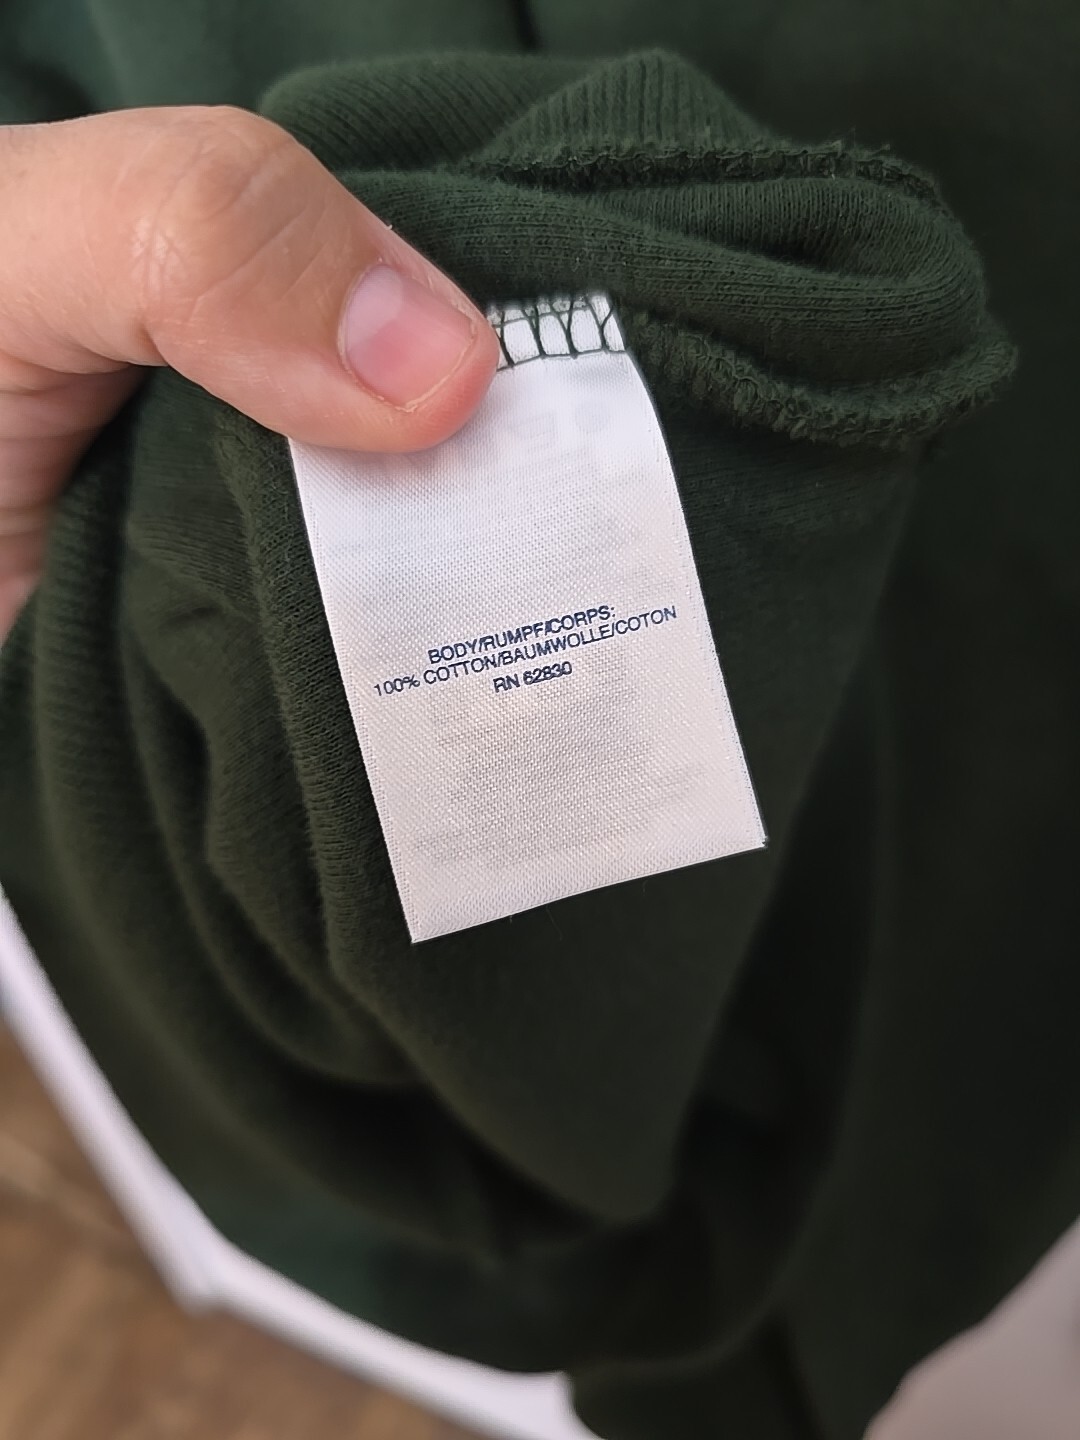 BODY/RUMPF/CORPS:
100% COTTON/BAUMWOLLE/COTON
RN 62830